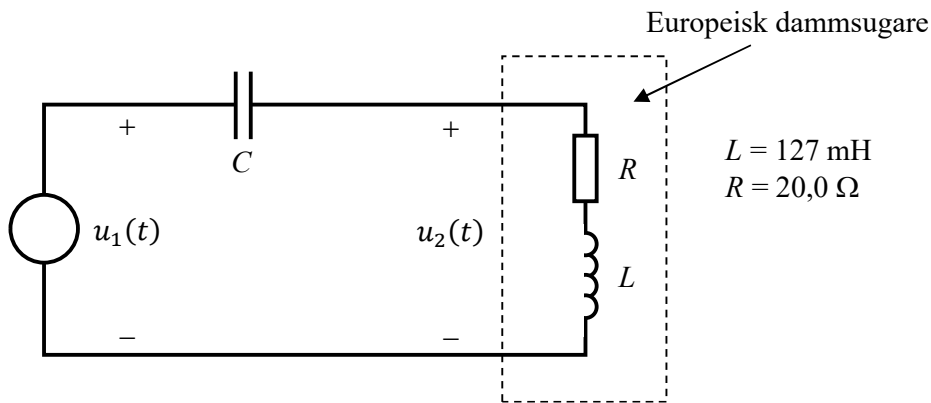 Europeisk dammsugare
+ +
C
R
L = 127 mH
R = 20,0 Ω
u₁(t) u₂(t)
L
− −